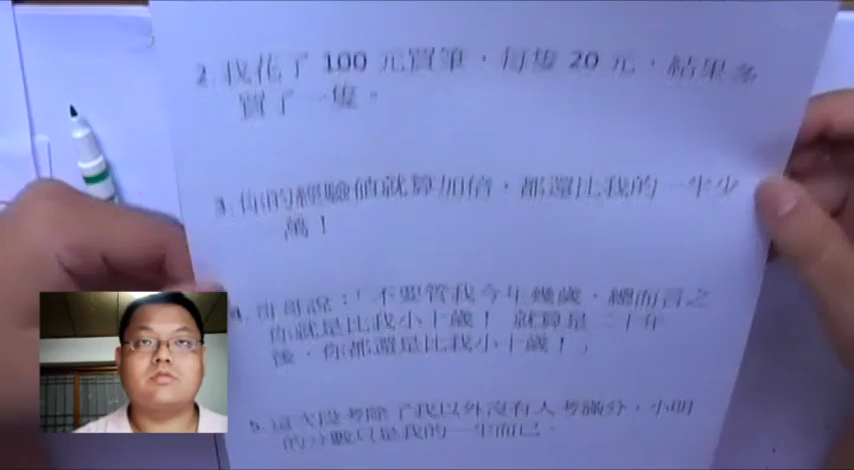 2. 我花了 100 元買筆，每隻 20 元，結果多
買了一隻。
3. 你的經驗值就算加倍，都還比我的一半少
萬！
4. 哥哥說：「不要管我今年幾歲，總而言之
你就是比我小十歲！就算是二十年
後，你都還是比我小十歲！」
5. 這次段考除了我以外沒有人考滿分，小明
的分數只是我的一半而已。